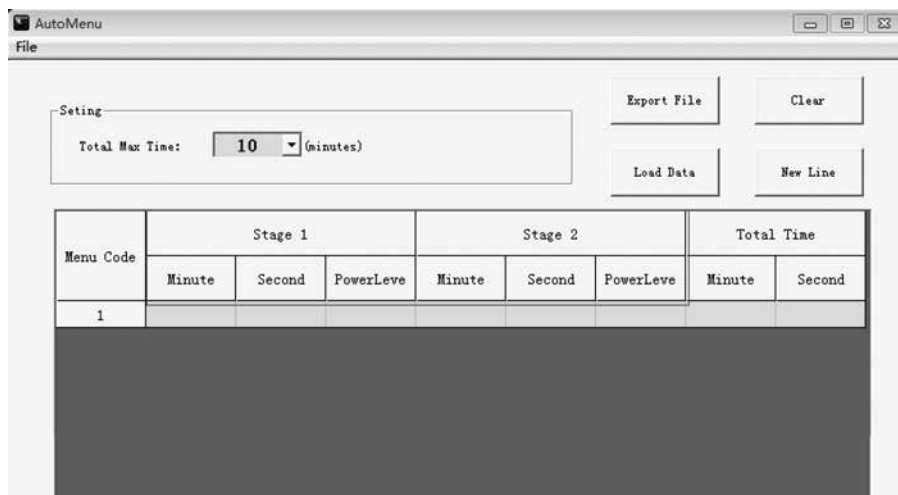 AutoMenu
File
Export File
Clear
Seting
Total Max Time: 10 (minutes)
Load Data
New Line
Menu Code
Stage 1
Stage 2
Total Time
Minute Second PowerLeve Minute Second PowerLeve Minute Second
1